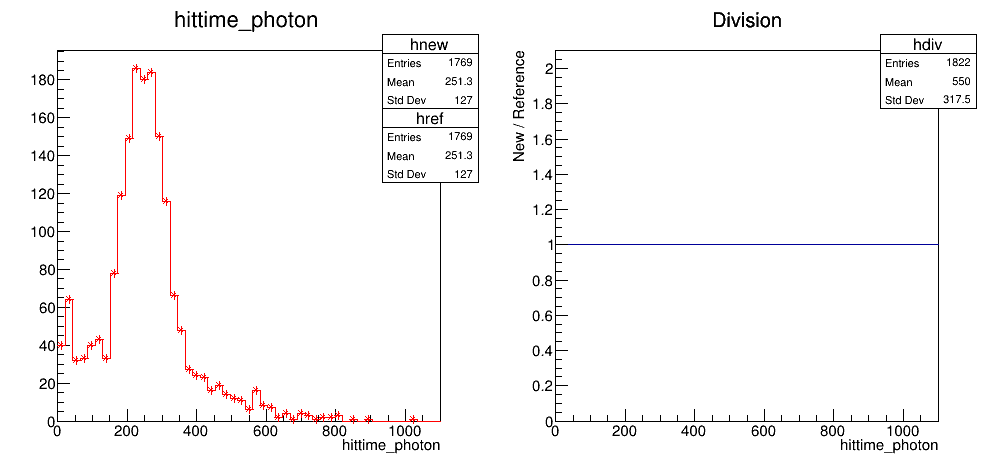 hittime_photon
hnew
Entries 1769
Mean 251.3
Std Dev 127
href
Entries 1769
Mean 251.3
Std Dev 127
180
160
140
120
100
80
60
40
20
0
0 200 400 600 800 1000
hittime_photon
Division
hdiv
Entries 1822
Mean 550
Std Dev 317.5
New / Reference
2
1.8
1.6
1.4
1.2
1
0.8
0.6
0.4
0.2
0
0 200 400 600 800 1000
hittime_photon